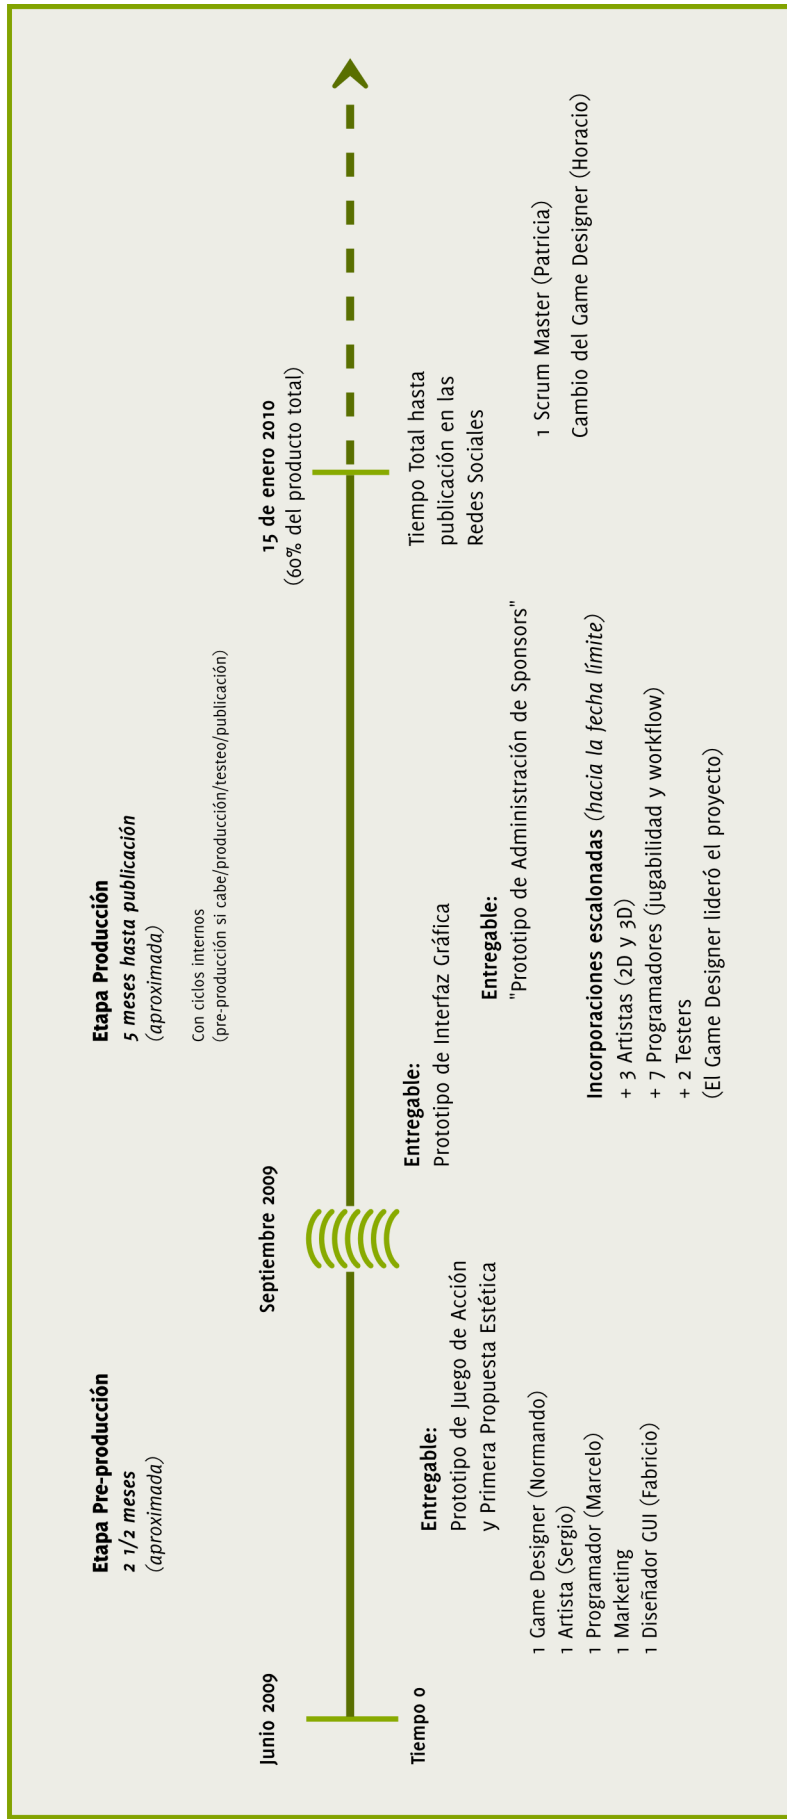 Etapa Pre-producción
2 1/2 meses
(aproximada)
Etapa Producción
5 meses hasta publicación
(aproximada)
Con ciclos internos
(pre-producción si cabe/producción/testeo/publicación)
Junio 2009
Septiembre 2009
15 de enero 2010
(60% del producto total)
Tiempo 0
Entregable:
Prototipo de Juego de Acción
y Primera Propuesta Estética
1 Game Designer (Normando)
1 Artista (Sergio)
1 Programador (Marcelo)
1 Marketing
1 Diseñador GUI (Fabricio)
Entregable:
Prototipo de Interfaz Gráfica
Entregable:
"Prototipo de Administración de Sponsors"
Incorporaciones escalonadas (hacia la fecha límite)
+ 3 Artistas (2D y 3D)
+ 7 Programadores (jugabilidad y workflow)
+ 2 Testers
(El Game Designer lideró el proyecto)
Tiempo Total hasta
publicación en las
Redes Sociales
1 Scrum Master (Patricia)
Cambio del Game Designer (Horacio)